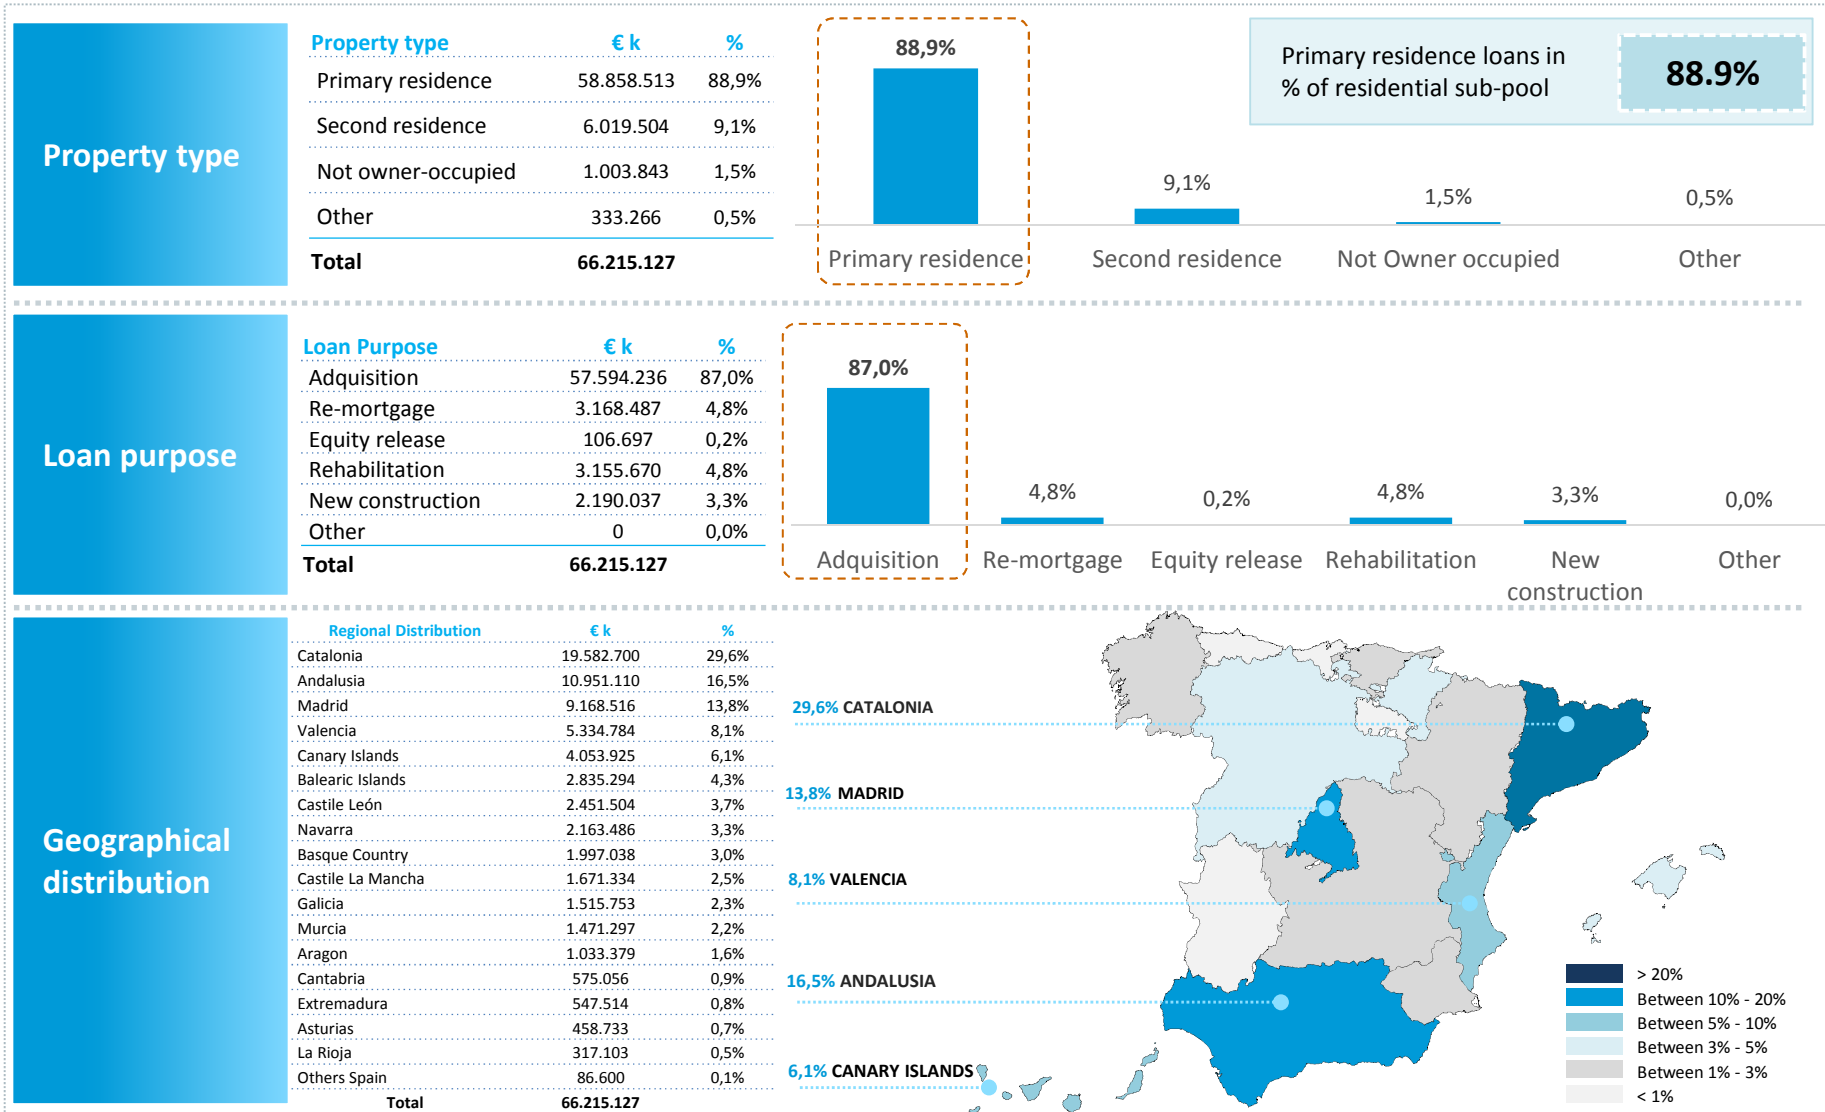 Property type
Property type € k %
Primary residence 58.858.513 88,9%
Second residence 6.019.504 9,1%
Not owner-occupied 1.003.843 1,5%
Other 333.266 0,5%
Total 66.215.127
88,9%
9,1%
1,5%
0,5%
Primary residence Second residence Not Owner occupied Other
Primary residence loans in
% of residential sub-pool
88.9%
Loan purpose
Loan Purpose € k %
Adquisition 57.594.236 87,0%
Re-mortgage 3.168.487 4,8%
Equity release 106.697 0,2%
Rehabilitation 3.155.670 4,8%
New construction 2.190.037 3,3%
Other 0 0,0%
Total 66.215.127
87,0%
4,8%
0,2%
4,8%
3,3%
0,0%
Adquisition Re-mortgage Equity release Rehabilitation New Other
construction
Geographical
distribution
Regional Distribution € k %
Catalonia 19.582.700 29,6%
Andalusia 10.951.110 16,5%
Madrid 9.168.516 13,8%
Valencia 5.334.784 8,1%
Canary Islands 4.053.925 6,1%
Balearic Islands 2.835.294 4,3%
Castile León 2.451.504 3,7%
Navarra 2.163.486 3,3%
Basque Country 1.997.038 3,0%
Castile La Mancha 1.671.334 2,5%
Galicia 1.515.753 2,3%
Murcia 1.471.297 2,2%
Aragon 1.033.379 1,6%
Cantabria 575.056 0,9%
Extremadura 547.514 0,8%
Asturias 458.733 0,7%
La Rioja 317.103 0,5%
Others Spain 86.600 0,1%
Total 66.215.127
29,6% CATALONIA
13,8% MADRID
8,1% VALENCIA
16,5% ANDALUSIA
6,1% CANARY ISLANDS
> 20%
Between 10% - 20%
Between 5% - 10%
Between 3% - 5%
Between 1% - 3%
< 1%